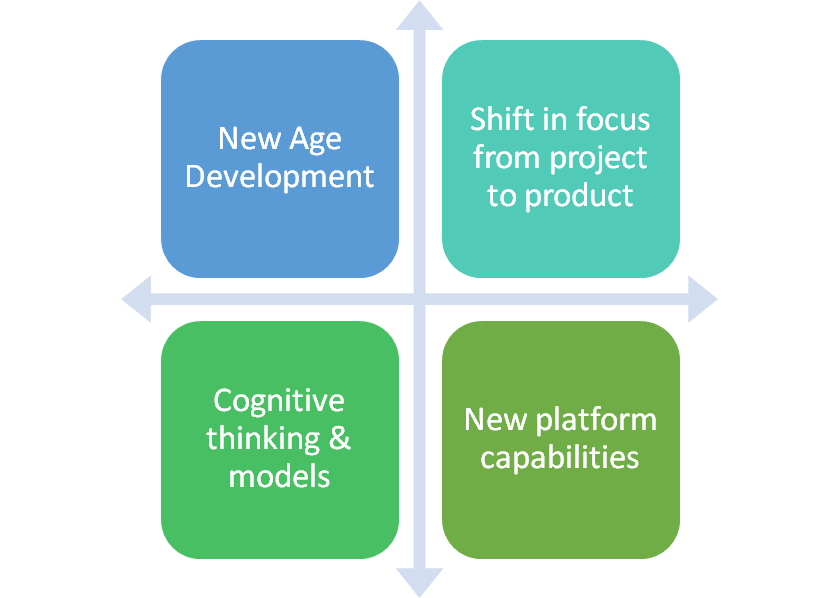 New Age
Development
Shift in focus
from project
to product
Cognitive
thinking &
models
New platform
capabilities